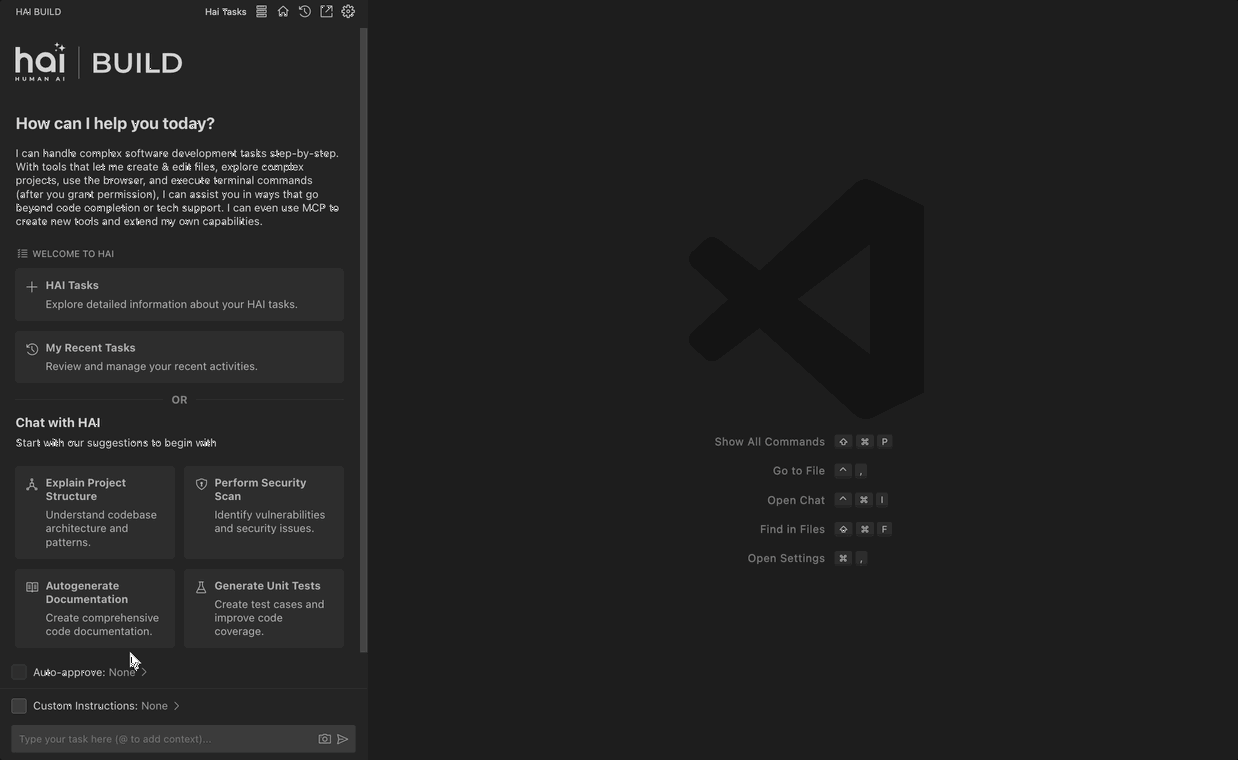 HAI BUILD
Hai Tasks
hai
HUMAN AI
BUILD
How can I help you today?
I can handle complex software development tasks step-by-step.
With tools that let me create & edit files, explore complex
projects, use the browser, and execute terminal commands
(after you grant permission), I can assist you in ways that go
beyond code completion or tech support. I can even use MCP to
create new tools and extend my own capabilities.
WELCOME TO HAI
HAI Tasks
Explore detailed information about your HAI tasks.
My Recent Tasks
Review and manage your recent activities.
OR
Chat with HAI
Start with our suggestions to begin with
Explain Project
Structure
Understand codebase
architecture and
patterns.
Perform Security
Scan
Identify vulnerabilities
and security issues.
Autogenerate
Documentation
Create comprehensive
code documentation.
Generate Unit Tests
Create test cases and
improve code
coverage.
Auto-approve: None
Custom Instructions: None
Type your task here (@ to add context)...
Show All Commands ⇧ ⌘ P
Go to File ^ ,
Open Chat ^ ⌘ I
Find in Files ⇧ ⌘ F
Open Settings ⌘ ,